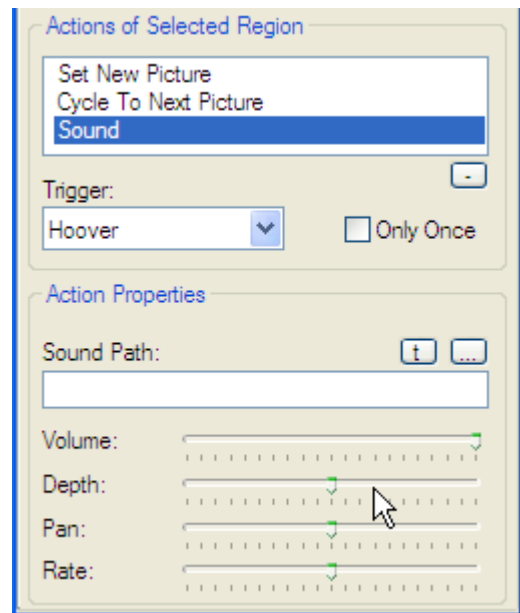 Actions of Selected Region
Set New Picture
Cycle To Next Picture
Sound
-
Trigger:
Hoover
Only Once
Action Properties
Sound Path:
t ...
Volume:
Depth:
Pan:
Rate: